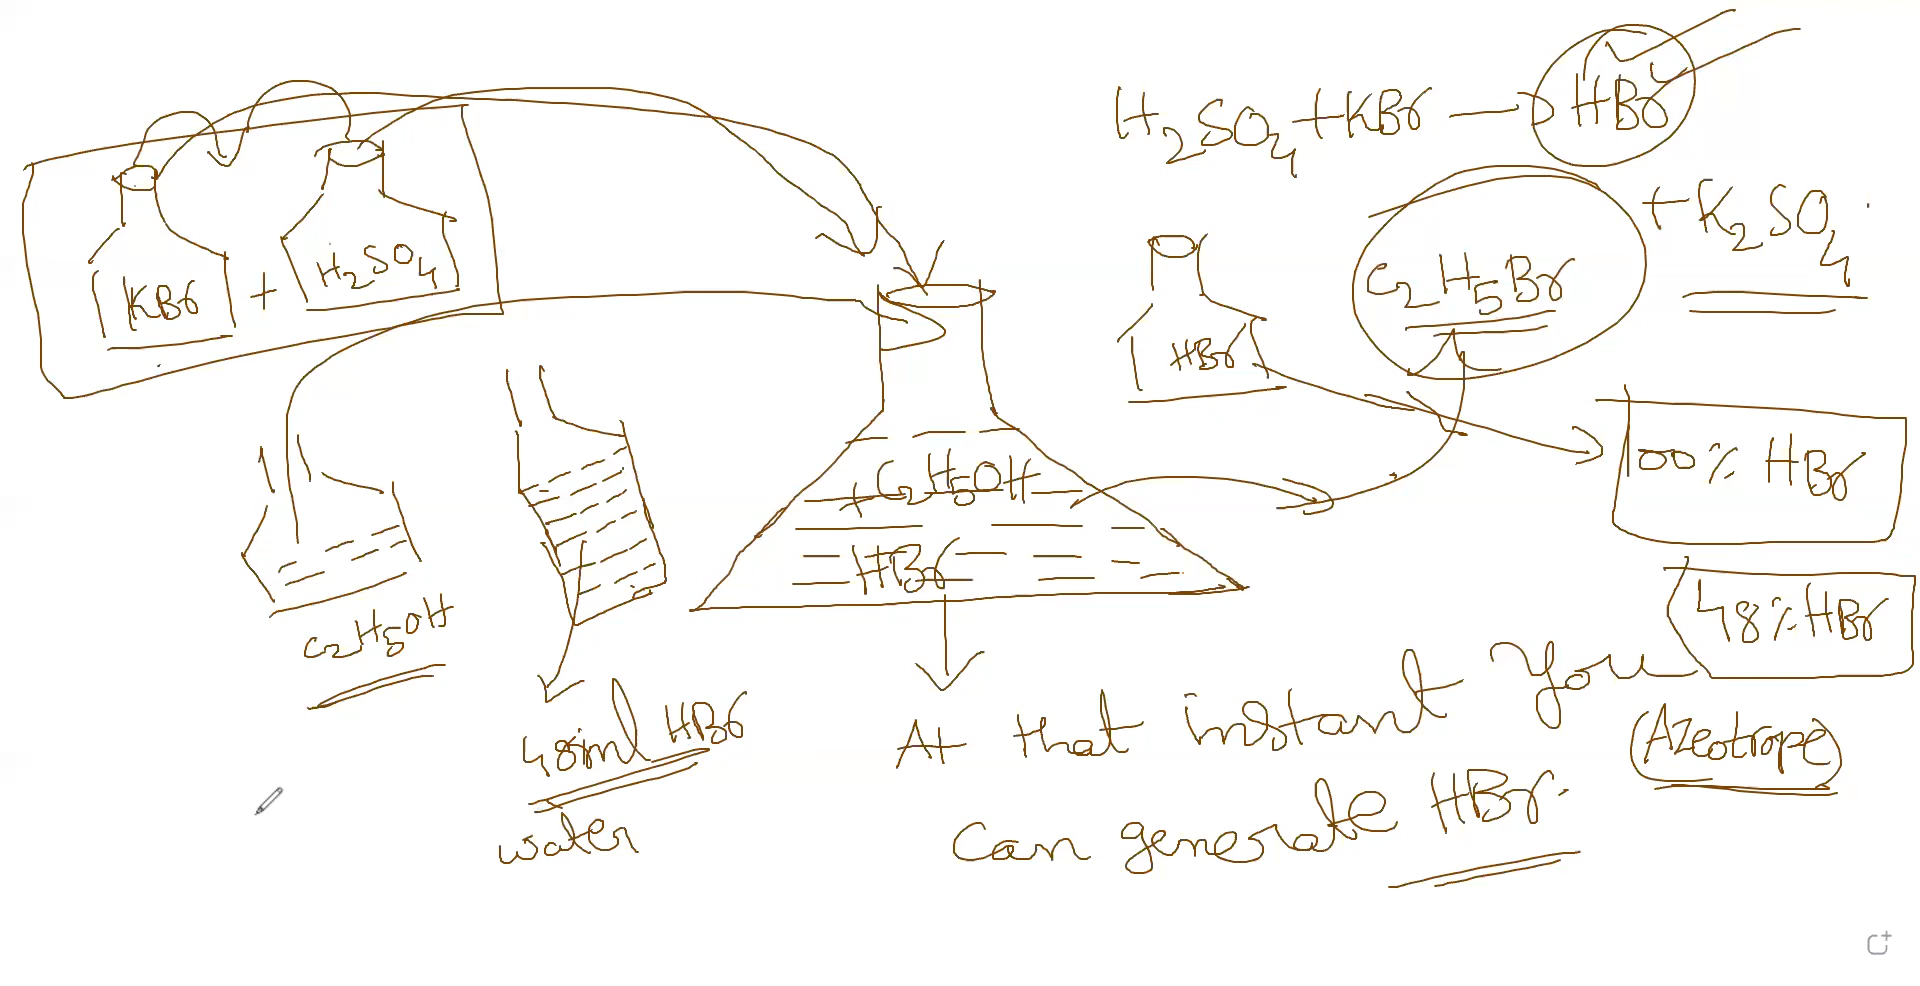 H2SO4 + KBr → HBr
+ K2SO4
KBr + H2SO4
C2H5Br
HBr
100% HBr
+ C2H5OH
HBr
48% HBr
(Azeotrope)
C2H5OH
48ml HBr
water
At that instant you
can generate HBr.